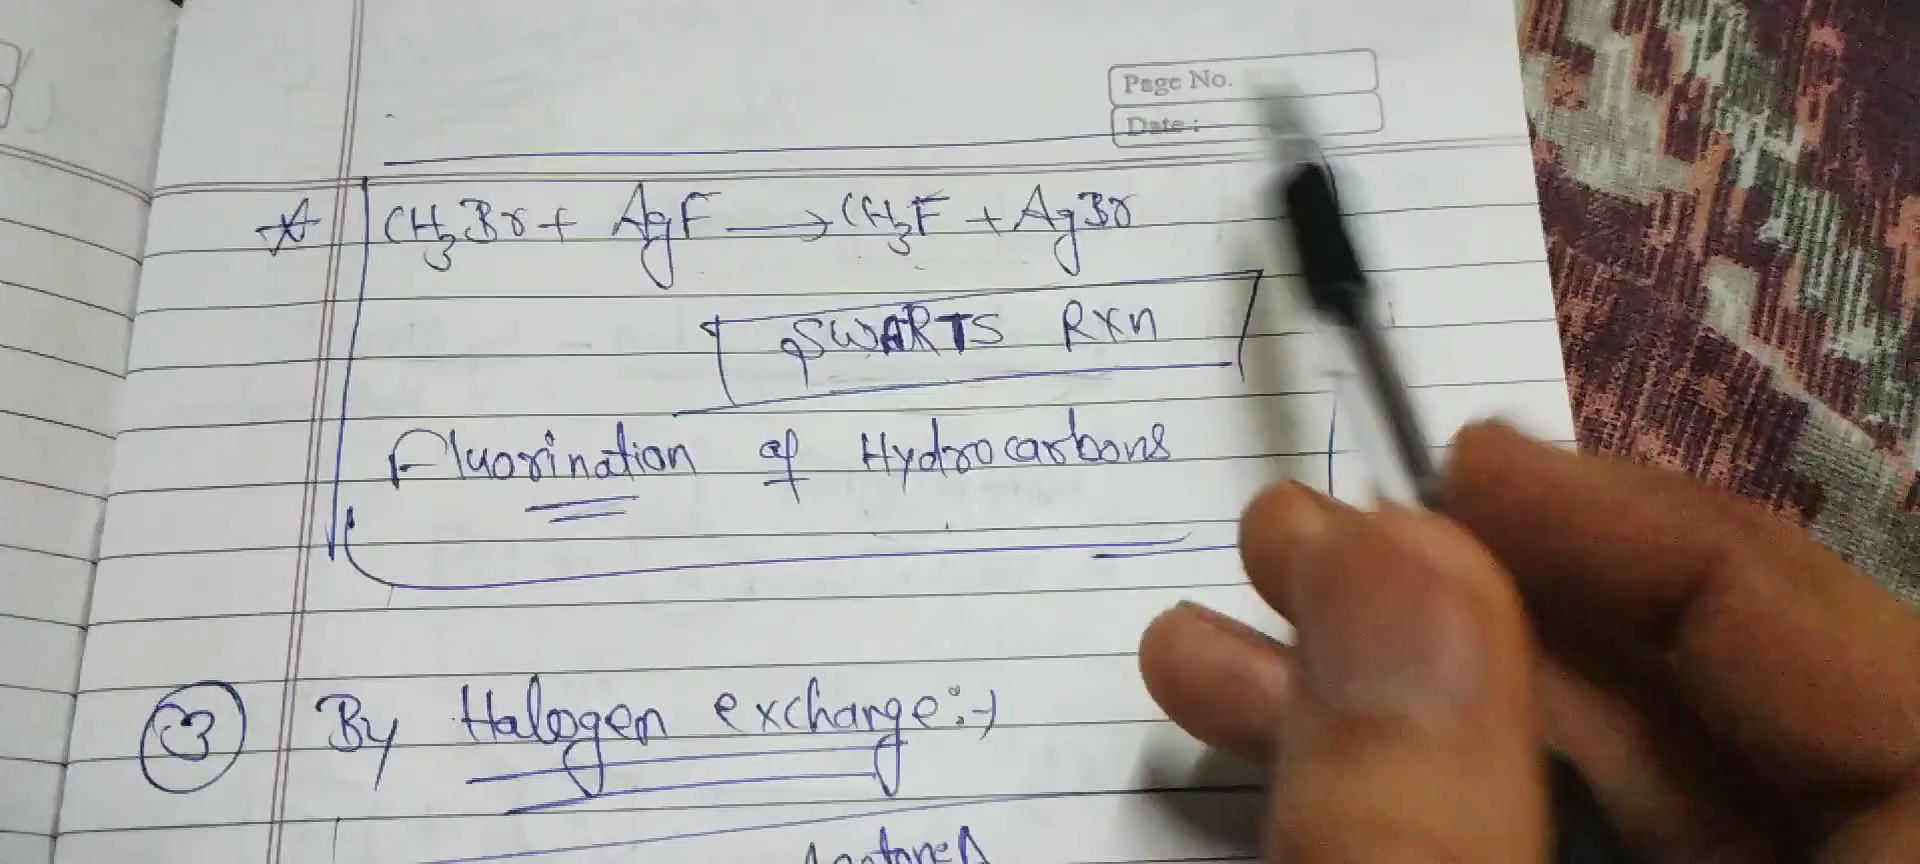 Page No.
Date :
CH₃Br + AgF → CH₃F + AgBr
SWARTS Rxn
Fluorination of Hydrocarbons
③ By Halogen exchange:-)